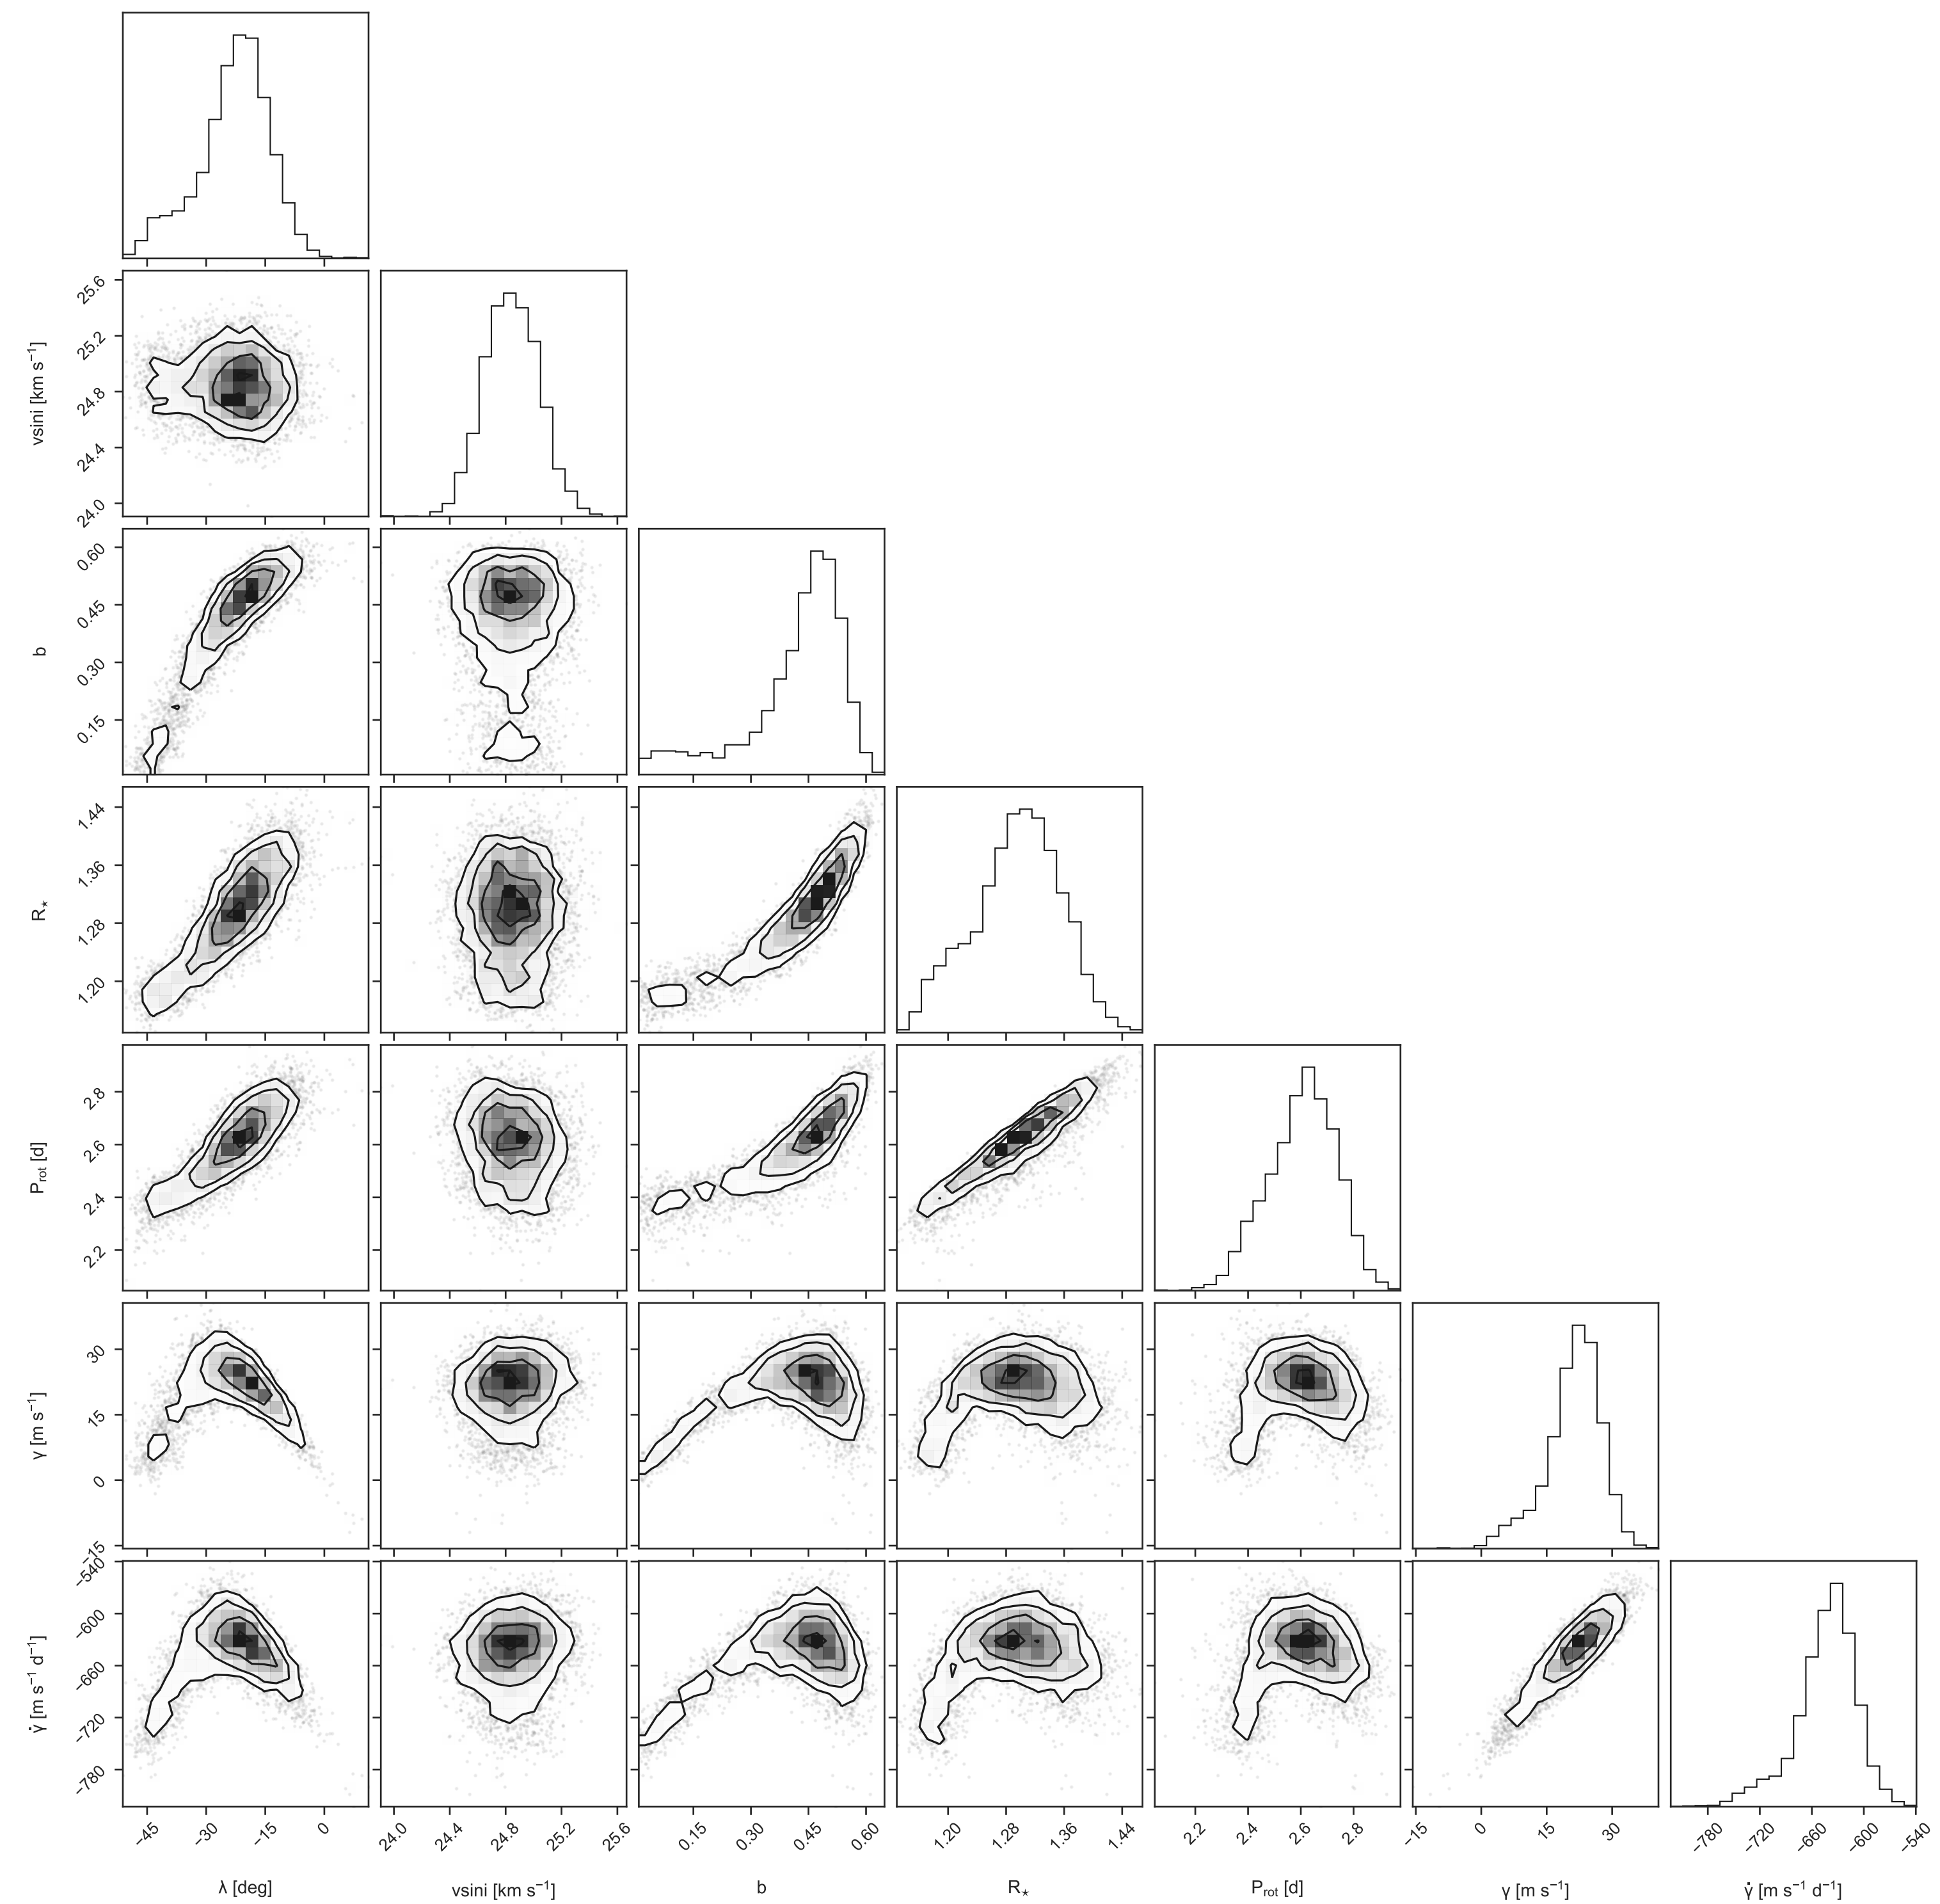 25.6
25.2
24.8
24.4
24.0
vsini [km s⁻¹]
0.60
0.45
0.30
0.15
b
1.44
1.36
1.28
1.20
R⋆
2.8
2.6
2.4
2.2
Prot [d]
30
15
0
−15
γ [m s⁻¹]
−540
−600
−660
−720
−780
γ̇ [m s⁻¹ d⁻¹]
−45 −30 −15 0
24.0 24.4 24.8 25.2 25.6
0.15 0.30 0.45 0.60
1.20 1.28 1.36 1.44
2.2 2.4 2.6 2.8
−15 0 15 30
−780 −720 −660 −600 −540
λ [deg]
vsini [km s⁻¹]
b
R⋆
Prot [d]
γ [m s⁻¹]
γ̇ [m s⁻¹ d⁻¹]